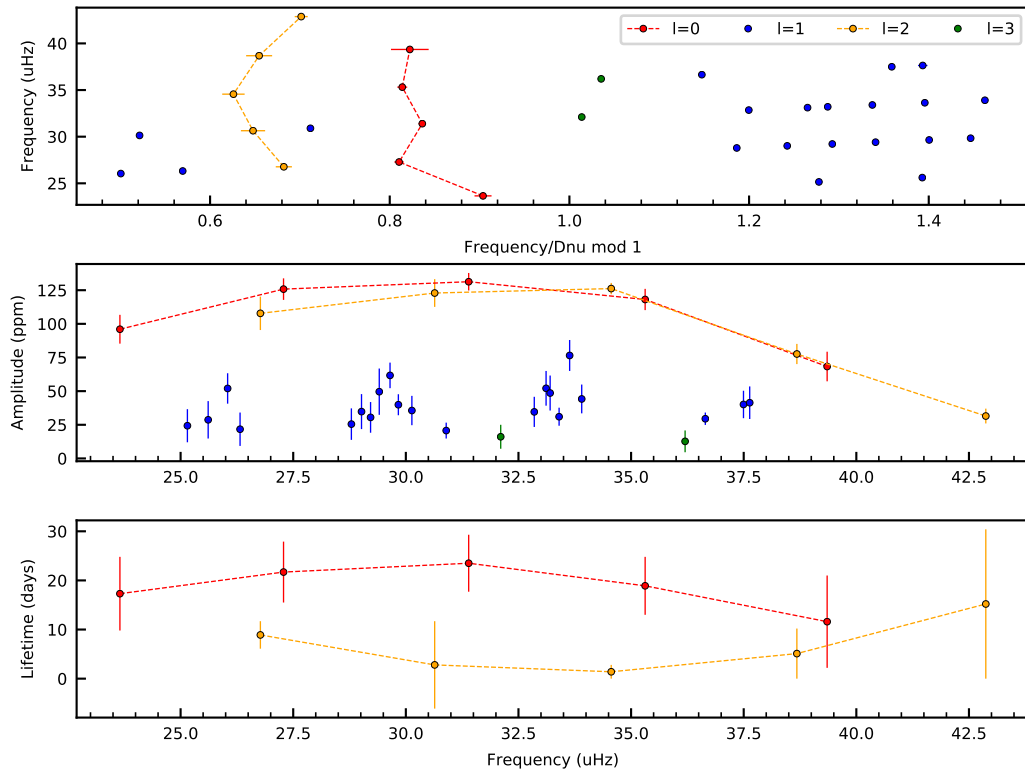 40
35
30
25
Frequency (uHz)
l=0 l=1 l=2 l=3
0.6 0.8 1.0 1.2 1.4
Frequency/Dnu mod 1
125
100
75
50
25
0
Amplitude (ppm)
25.0 27.5 30.0 32.5 35.0 37.5 40.0 42.5
30
20
10
0
Lifetime (days)
25.0 27.5 30.0 32.5 35.0 37.5 40.0 42.5
Frequency (uHz)